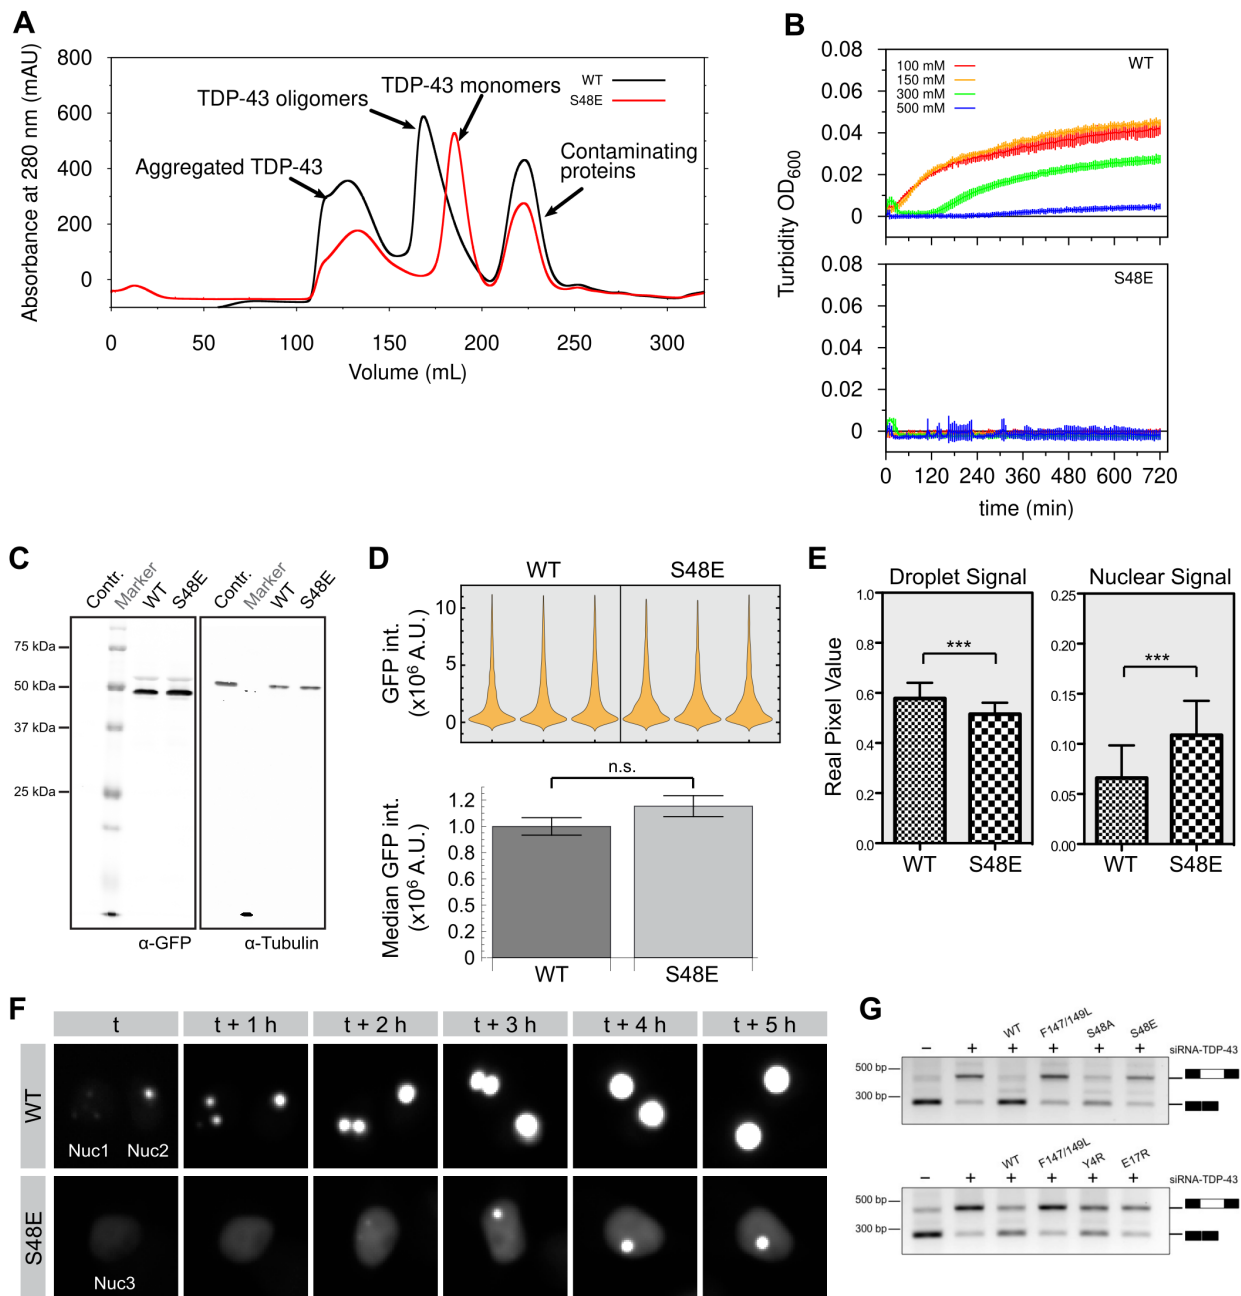 A
Absorbance at 280 nm (mAU)
800
600
400
200
0
0 50 100 150 200 250 300
Volume (mL)
TDP-43 oligomers
TDP-43 monomers
WT
S48E
Aggregated TDP-43
Contaminating
proteins
B
Turbidity OD600
0.08
0.06
0.04
0.02
0
100 mM
150 mM
300 mM
500 mM
WT
0.08
0.06
0.04
0.02
0
S48E
0 120 240 360 480 600 720
time (min)
C
Contr.
Marker
WT
S48E
Contr.
Marker
WT
S48E
75 kDa
50 kDa
37 kDa
25 kDa
α-GFP
α-Tubulin
D
WT S48E
GFP int.
(x10⁶ A.U.)
10
5
0
n.s.
Median GFP int.
(x10⁶ A.U.)
1.2
1.0
0.8
0.6
0.5
0.2
0
WT S48E
E
Droplet Signal
Real Pixel Value
1.0
0.8
0.6
0.4
0.2
0.0
***
WT S48E
Nuclear Signal
0.25
0.20
0.15
0.10
0.05
0.00
***
WT S48E
F
t t + 1 h t + 2 h t + 3 h t + 4 h t + 5 h
WT
Nuc1 Nuc2
S48E
Nuc3
G
WT F147/149L S48A S48E
− + + + + + siRNA-TDP-43
500 bp
300 bp
WT F147/149L Y4R E17R
− + + + + + siRNA-TDP-43
500 bp
300 bp